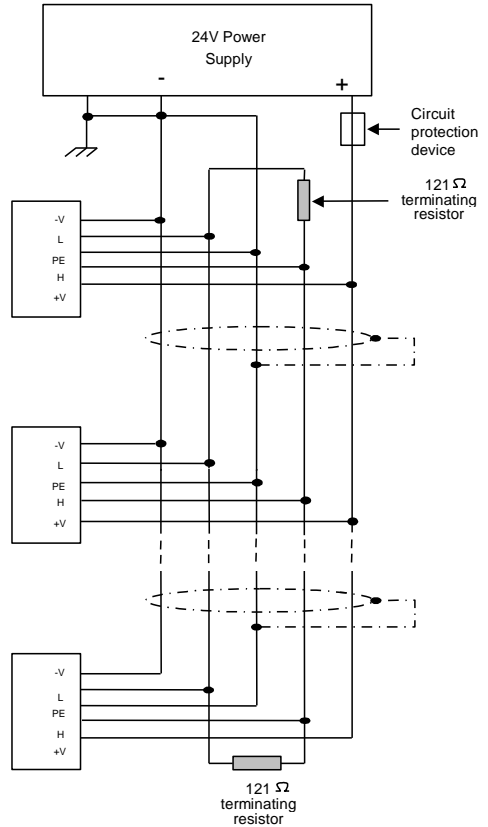 24V Power
Supply
-
+
Circuit
protection
device
121 Ω
terminating
resistor
-V
L
PE
H
+V
-V
L
PE
H
+V
-V
L
PE
H
+V
121 Ω
terminating
resistor